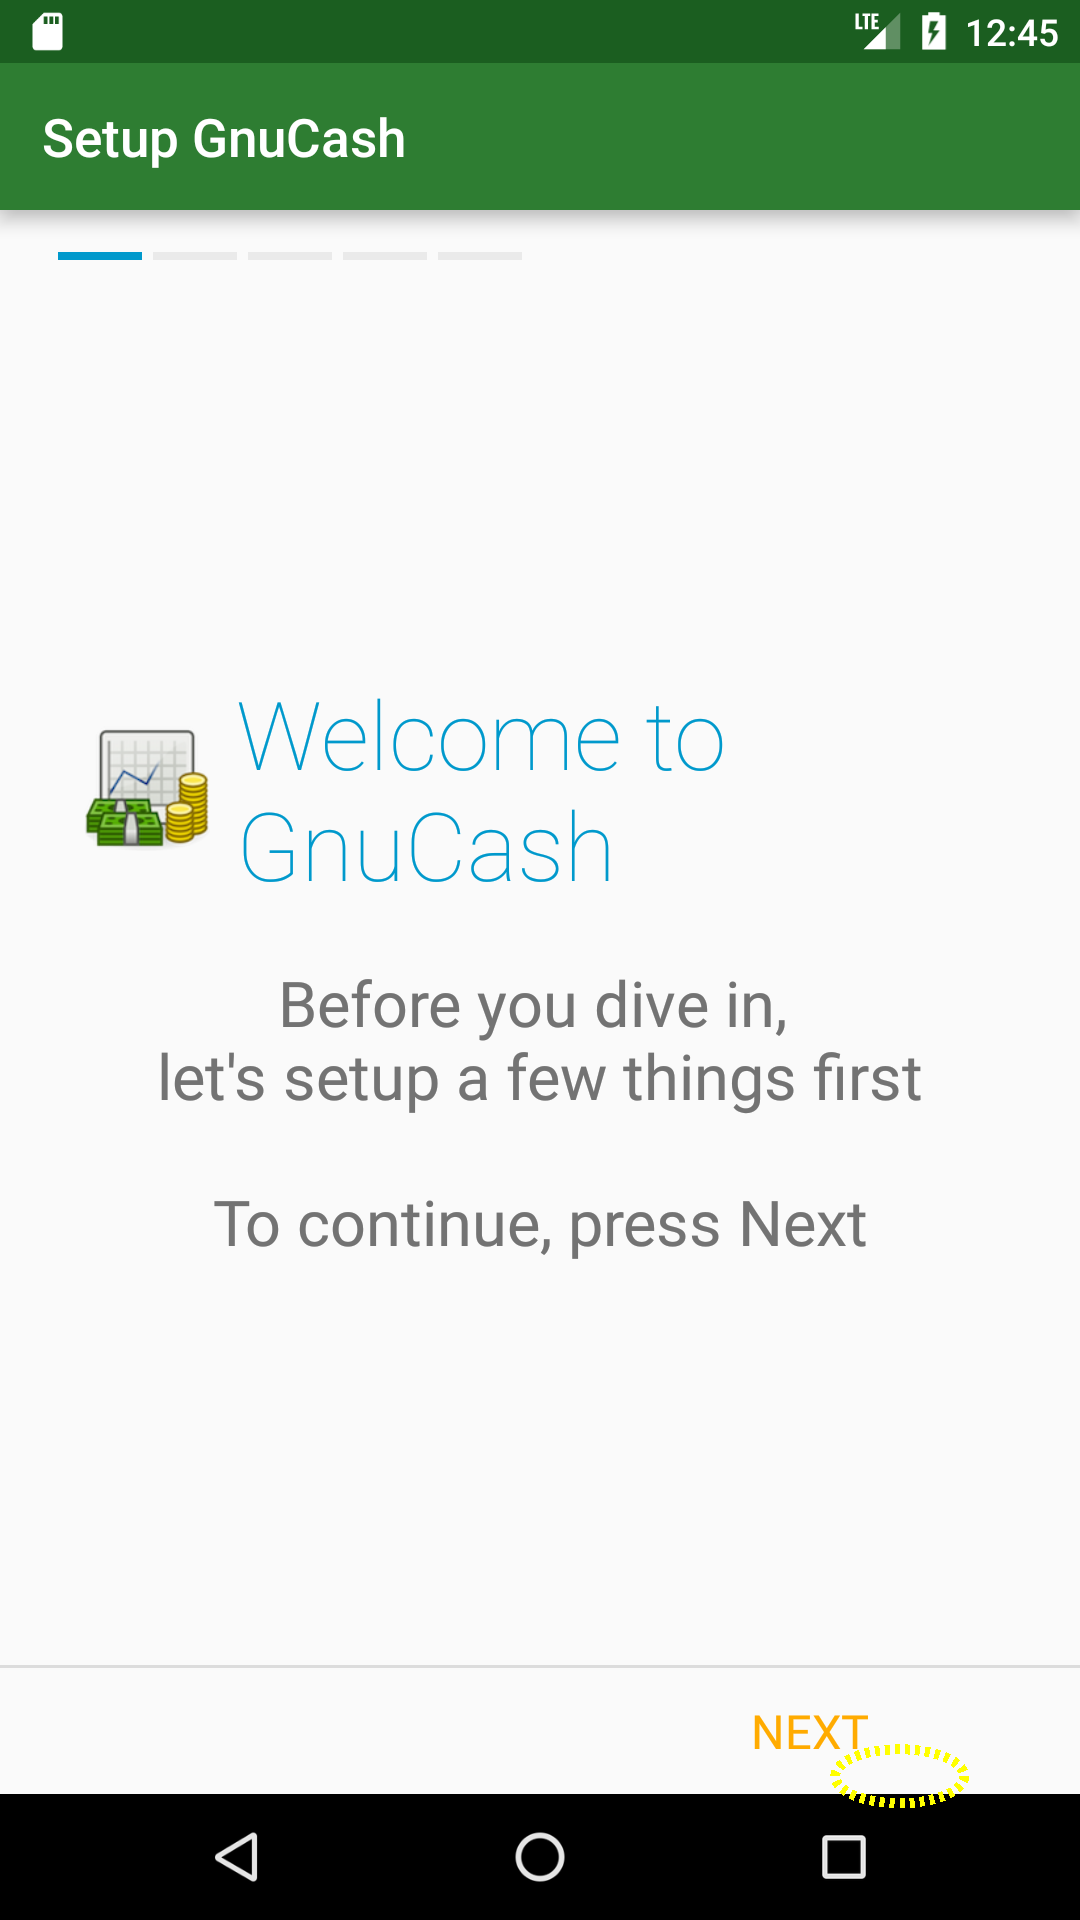 LTE 12:45
Setup GnuCash
Welcome to
GnuCash
Before you dive in,
let's setup a few things first
To continue, press Next
NEXT